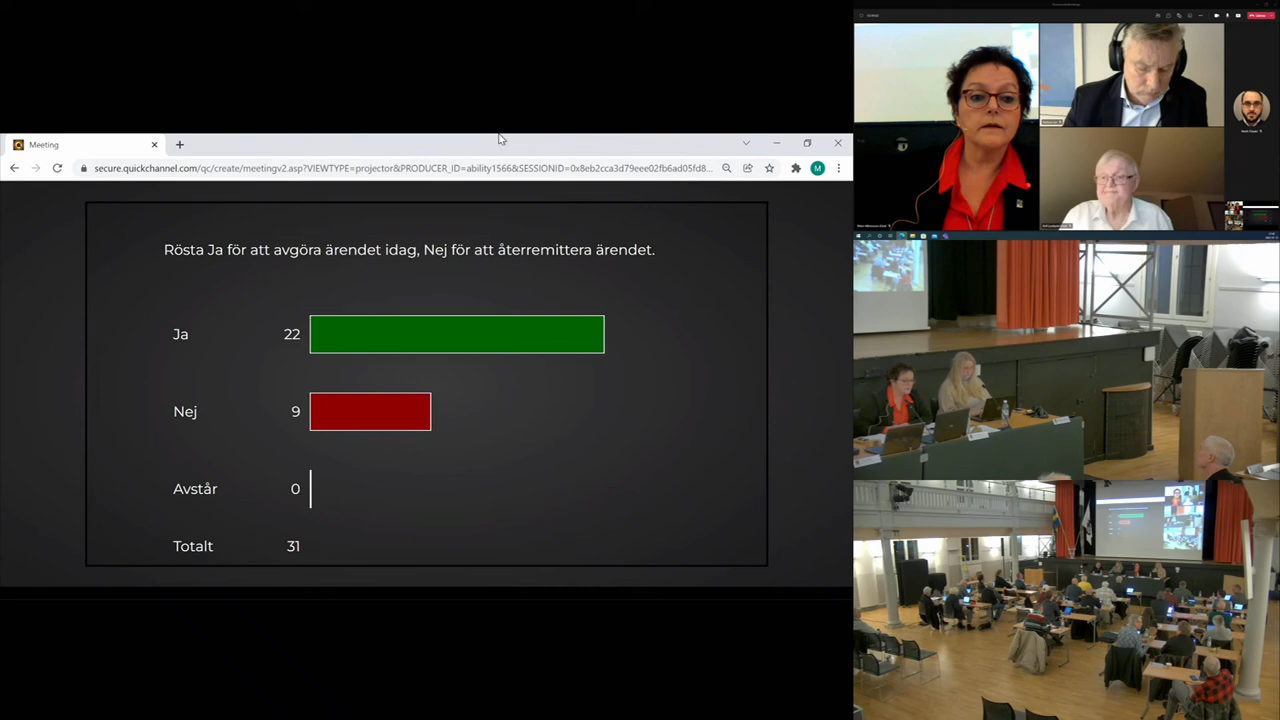 Meeting
secure.quickchannel.com/qc/create/meetingv2.asp?VIEWTYPE=projector&PRODUCER_ID=ability1566&SESSIONID=0x8eb2cca3d79eee02fb6ad05fd8...
M
Rösta Ja för att avgöra ärendet idag, Nej för att återremittera ärendet.
Ja 22
Nej 9
Avstår 0
Totalt 31